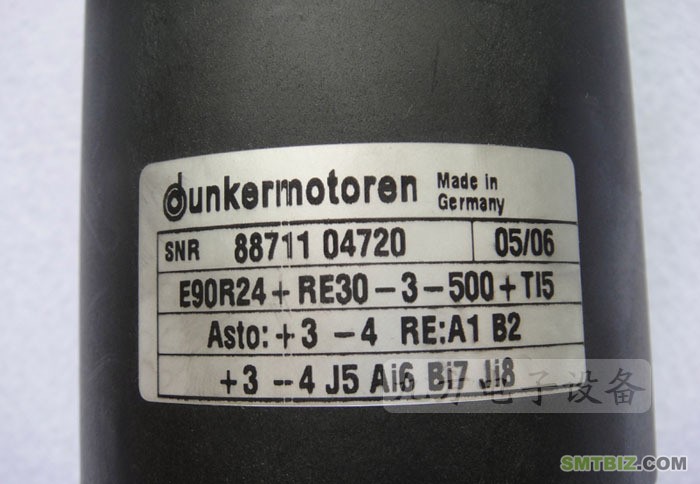 dunkermotoren Made in Germany
SNR 88711 04720 05/06
E90R24+RE30-3-500+TI5
Asto: +3 -4 RE:A1 B2
+3 --4 J5 Ai6 Bi7 Ji8
电子设备
SMTBIZ.COM